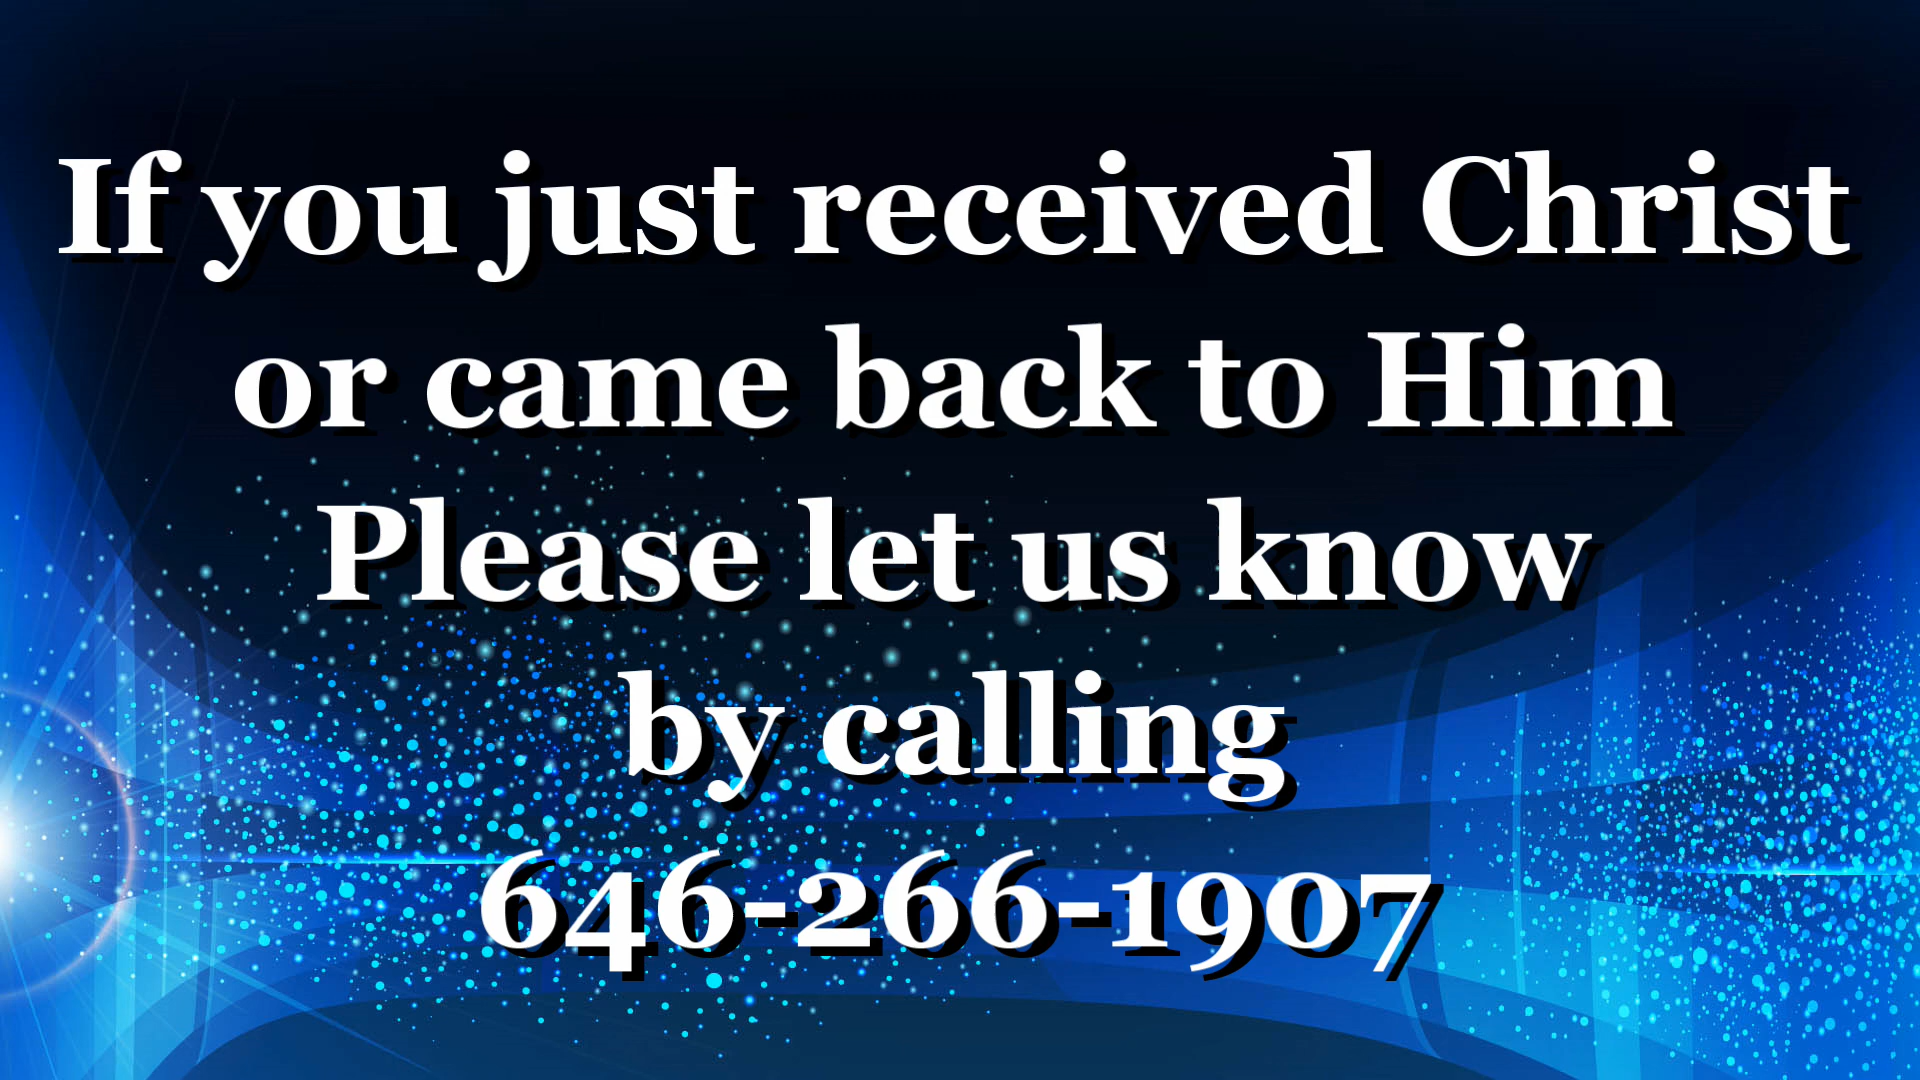 If you just received Christ
or came back to Him
Please let us know
by calling
646-266-1907